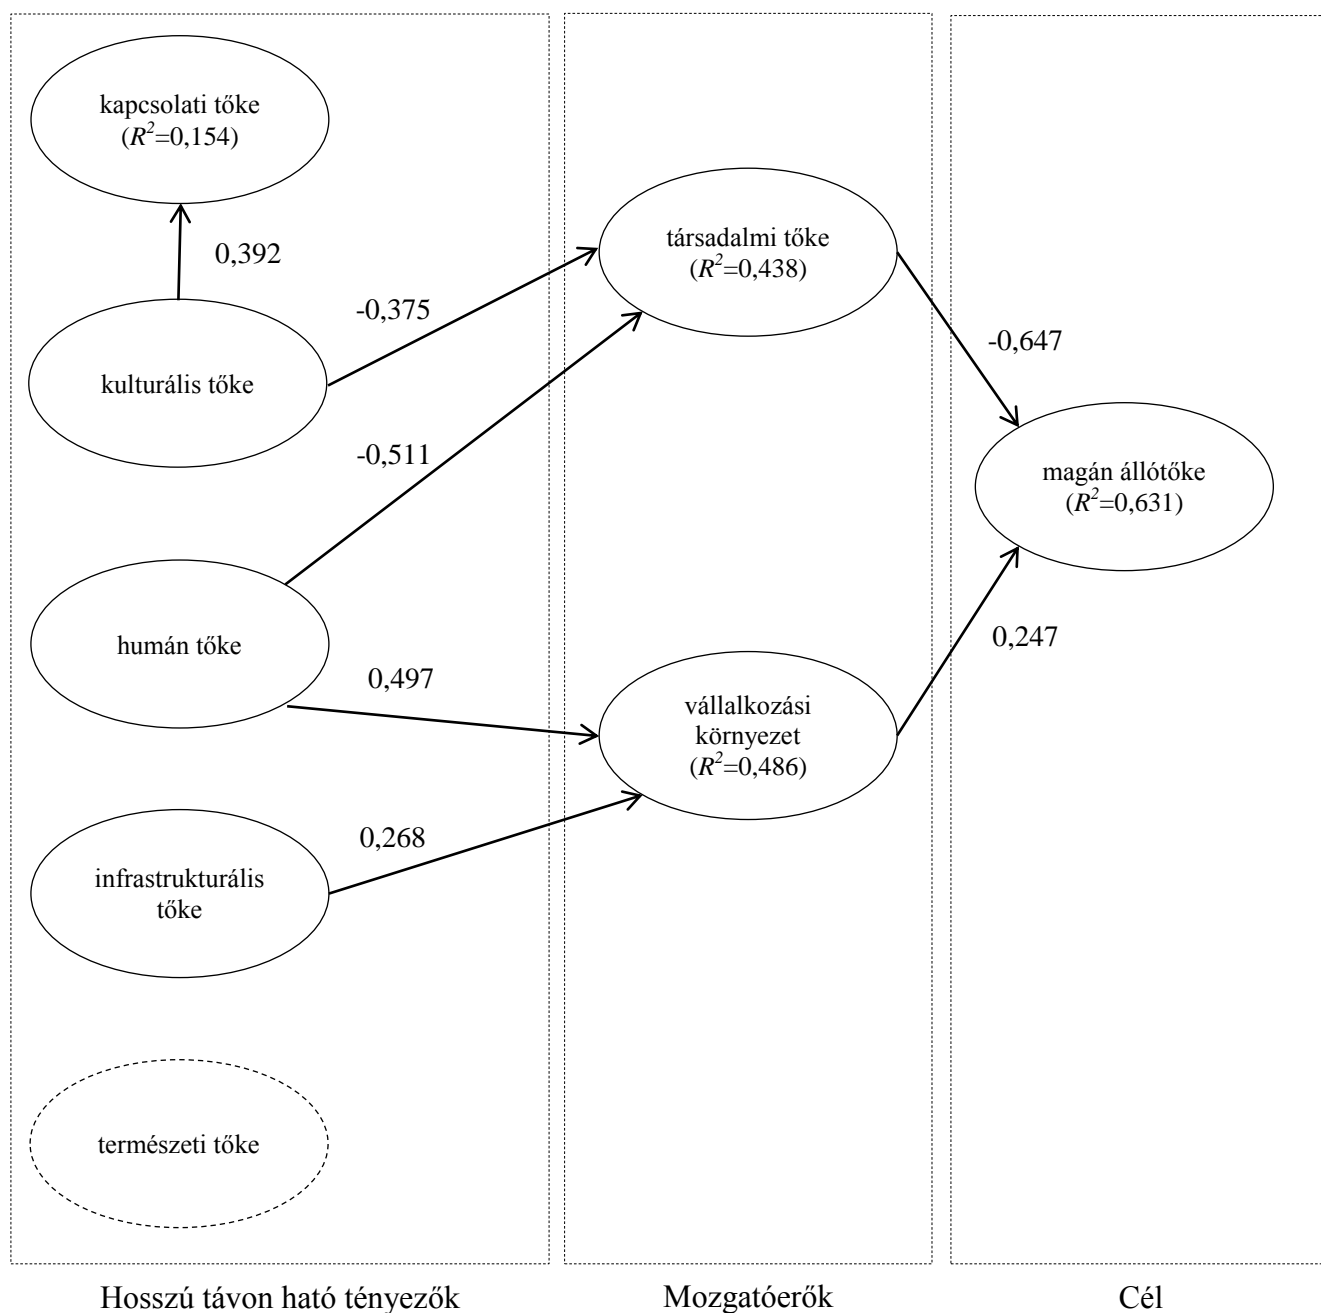 kapcsolati tőke
(R²=0,154)
0,392
kulturális tőke
-0,375
-0,511
humán tőke
0,497
infrastrukturális
tőke
0,268
természeti tőke
Hosszú távon ható tényezők
társadalmi tőke
(R²=0,438)
vállalkozási
környezet
(R²=0,486)
Mozgatóerők
-0,647
magán állótőke
(R²=0,631)
0,247
Cél